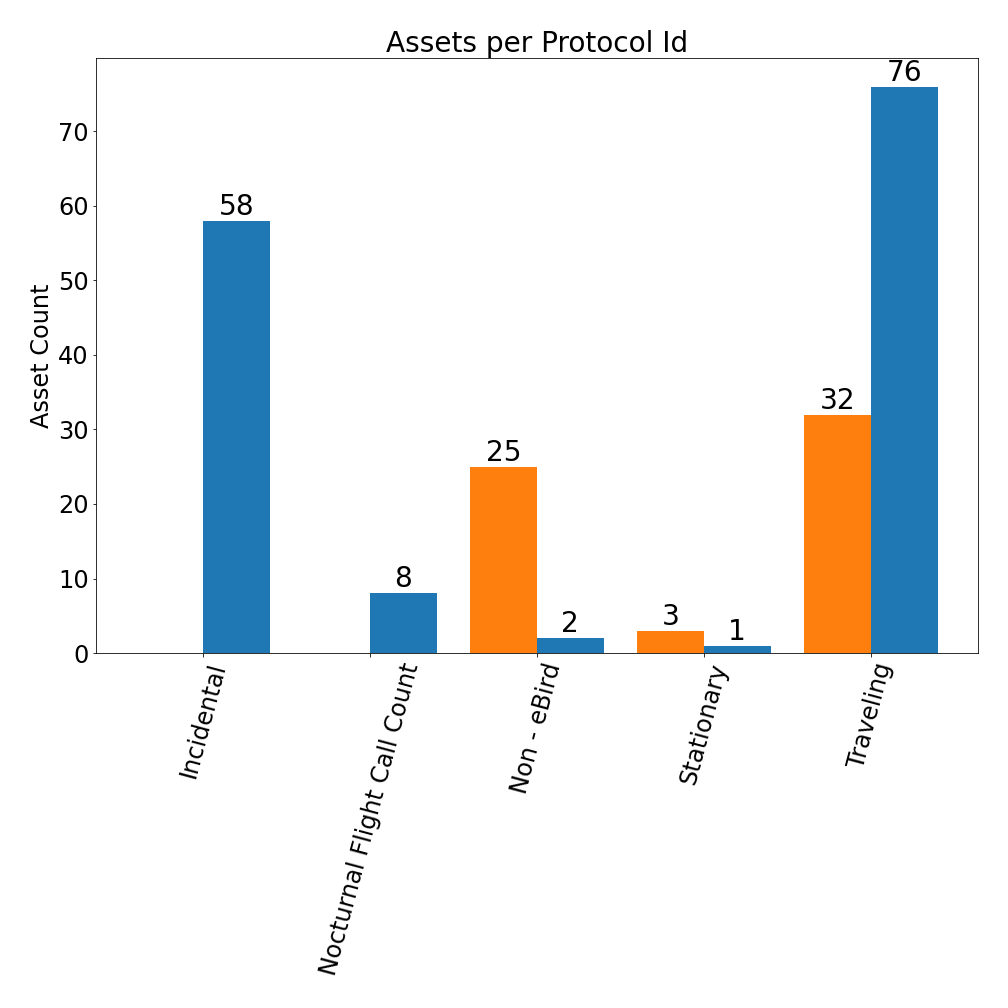 Assets per Protocol Id
Asset Count
70
60
50
40
30
20
10
0
58
8
25
2
3
1
32
76
Incidental
Nocturnal Flight Call Count
Non - eBird
Stationary
Traveling